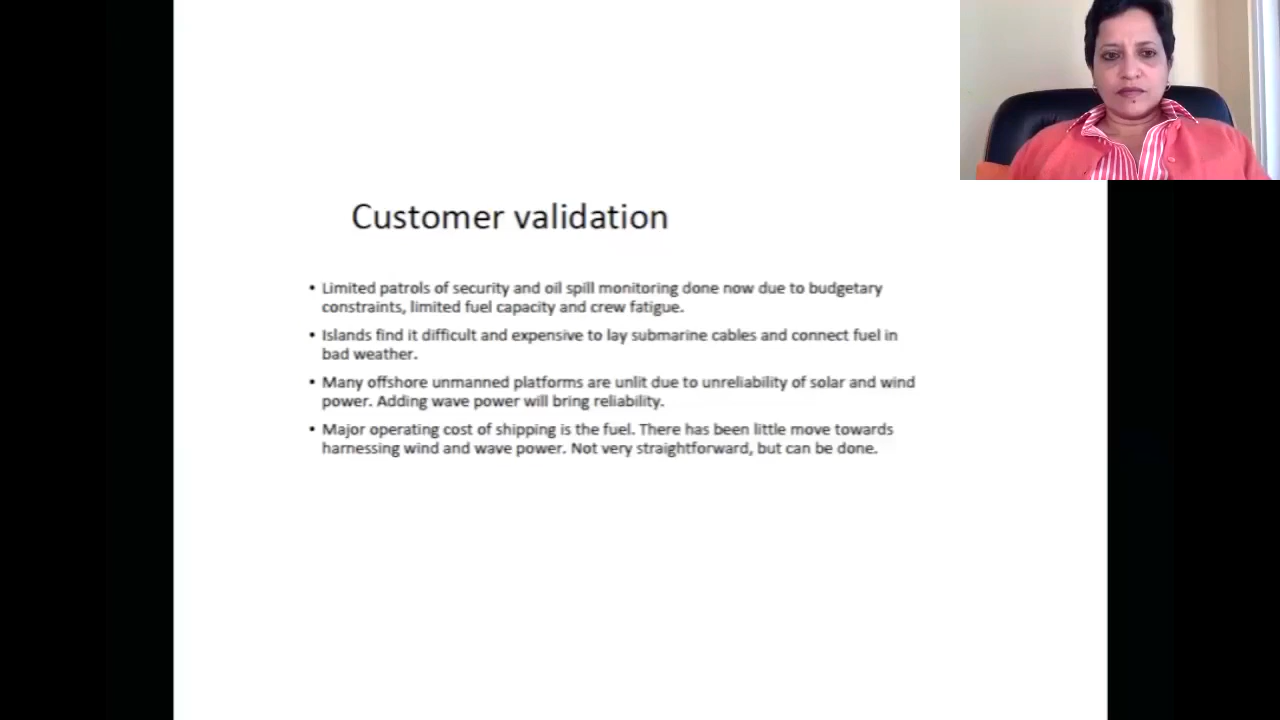 Customer validation
• Limited patrols of security and oil spill monitoring done now due to budgetary
constraints, limited fuel capacity and crew fatigue.
• Islands find it difficult and expensive to lay submarine cables and connect fuel in
bad weather.
• Many offshore unmanned platforms are unlit due to unreliability of solar and wind
power. Adding wave power will bring reliability.
• Major operating cost of shipping is the fuel. There has been little move towards
harnessing wind and wave power. Not very straightforward, but can be done.